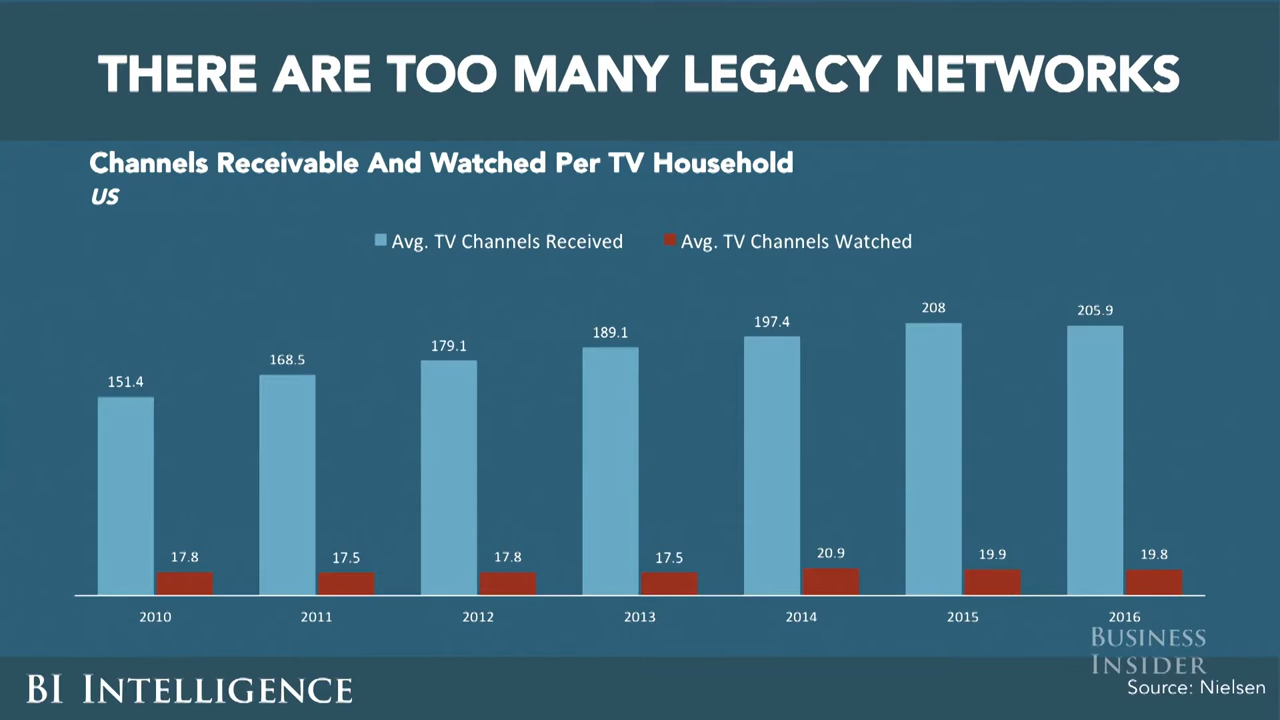 THERE ARE TOO MANY LEGACY NETWORKS
Channels Receivable And Watched Per TV Household
US
Avg. TV Channels Received
Avg. TV Channels Watched
151.4
17.8
168.5
17.5
179.1
17.8
189.1
17.5
197.4
20.9
208
19.9
205.9
19.8
2010 2011 2012 2013 2014 2015 2016
BUSINESS
INSIDER
BI INTELLIGENCE
Source: Nielsen